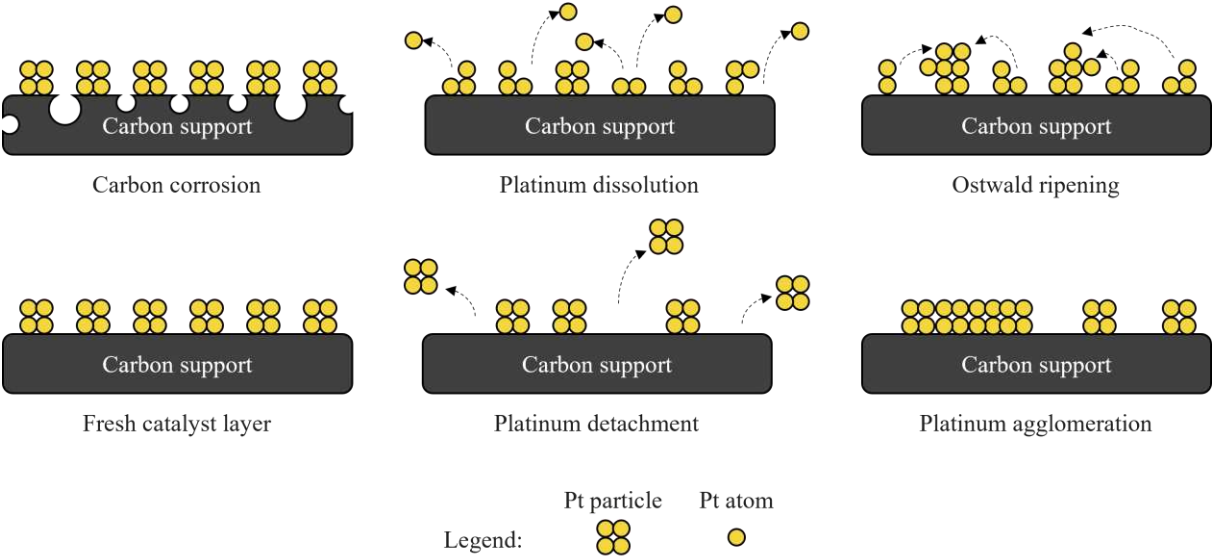 Carbon support
Carbon support
Carbon support
Carbon corrosion
Platinum dissolution
Ostwald ripening
Carbon support
Carbon support
Carbon support
Fresh catalyst layer
Platinum detachment
Platinum agglomeration
Pt particle
Pt atom
Legend: